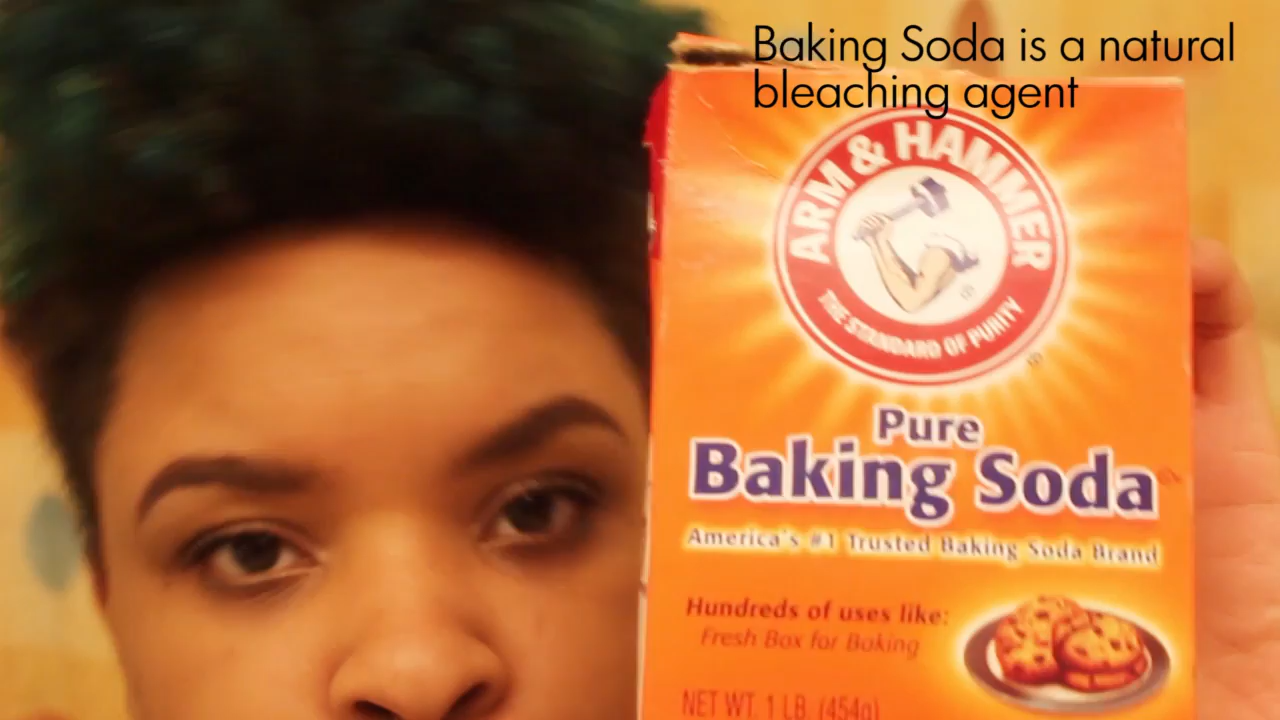 Baking Soda is a natural
bleaching agent
ARM & HAMMER
THE STANDARD OF PURITY
Pure
Baking Soda
America's #1 Trusted Baking Soda Brand
Hundreds of uses like:
Fresh Box for Baking
NET WT. 1 LB. (454g)